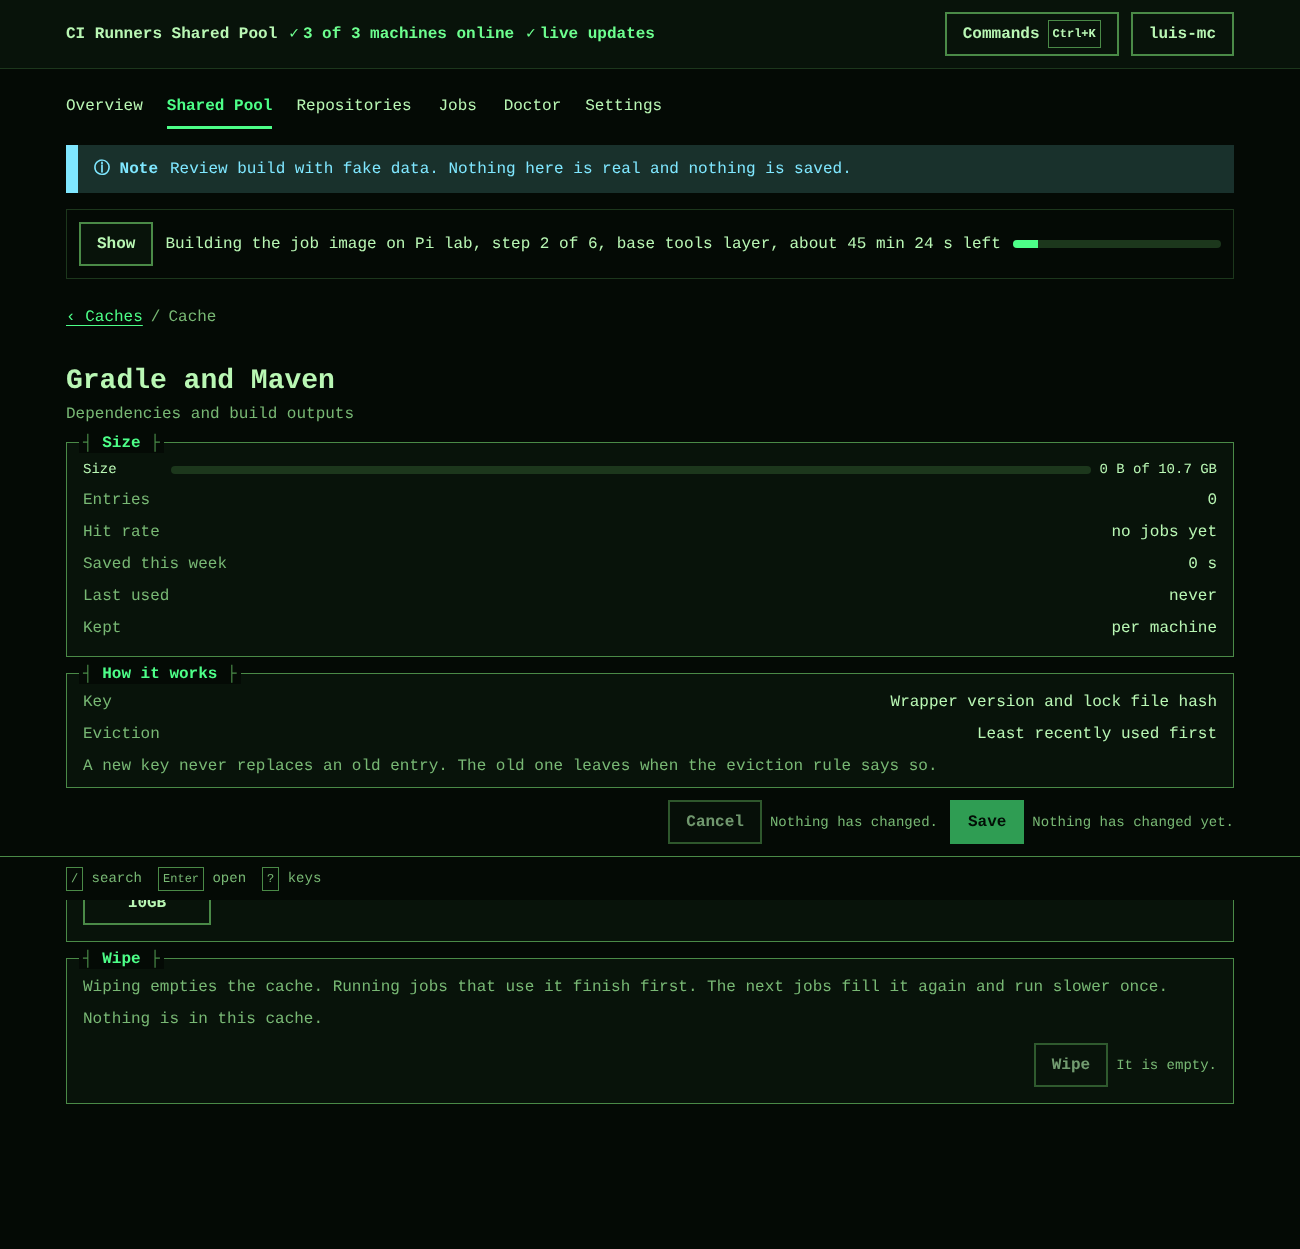 CI Runners Shared Pool ✓ 3 of 3 machines online ✓ live updates
Commands Ctrl+K
luis-mc
Overview Shared Pool Repositories Jobs Doctor Settings
ⓘ Note Review build with fake data. Nothing here is real and nothing is saved.
Show Building the job image on Pi lab, step 2 of 6, base tools layer, about 45 min 24 s left
‹ Caches / Cache
Gradle and Maven
Dependencies and build outputs
Size
Size 0 B of 10.7 GB
Entries 0
Hit rate no jobs yet
Saved this week 0 s
Last used never
Kept per machine
How it works
Key Wrapper version and lock file hash
Eviction Least recently used first
A new key never replaces an old entry. The old one leaves when the eviction rule says so.
Cancel Nothing has changed. Save Nothing has changed yet.
/ search Enter open ? keys
10GB
Wipe
Wiping empties the cache. Running jobs that use it finish first. The next jobs fill it again and run slower once.
Nothing is in this cache.
Wipe It is empty.